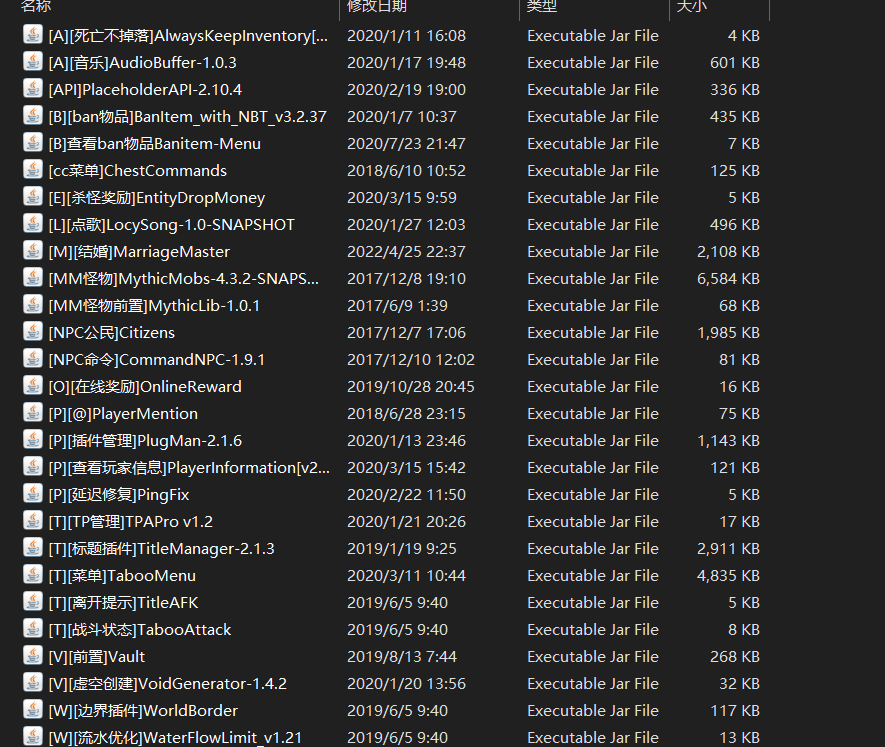 名称 修改日期 类型 大小
[A][死亡不掉落]AlwaysKeepInventory[... 2020/1/11 16:08 Executable Jar File 4 KB
[A][音乐]AudioBuffer-1.0.3 2020/1/17 19:48 Executable Jar File 601 KB
[API]PlaceholderAPI-2.10.4 2020/2/19 19:00 Executable Jar File 336 KB
[B][ban物品]BanItem_with_NBT_v3.2.37 2020/1/7 10:37 Executable Jar File 435 KB
[B]查看ban物品Banitem-Menu 2020/7/23 21:47 Executable Jar File 7 KB
[cc菜单]ChestCommands 2018/6/10 10:52 Executable Jar File 125 KB
[E][杀怪奖励]EntityDropMoney 2020/3/15 9:59 Executable Jar File 5 KB
[L][点歌]LocySong-1.0-SNAPSHOT 2020/1/27 12:03 Executable Jar File 496 KB
[M][结婚]MarriageMaster 2022/4/25 22:37 Executable Jar File 2,108 KB
[MM怪物]MythicMobs-4.3.2-SNAPS... 2017/12/8 19:10 Executable Jar File 6,584 KB
[MM怪物前置]MythicLib-1.0.1 2017/6/9 1:39 Executable Jar File 68 KB
[NPC公民]Citizens 2017/12/7 17:06 Executable Jar File 1,985 KB
[NPC命令]CommandNPC-1.9.1 2017/12/10 12:02 Executable Jar File 81 KB
[O][在线奖励]OnlineReward 2019/10/28 20:45 Executable Jar File 16 KB
[P][@]PlayerMention 2018/6/28 23:15 Executable Jar File 75 KB
[P][插件管理]PlugMan-2.1.6 2020/1/13 23:46 Executable Jar File 1,143 KB
[P][查看玩家信息]PlayerInformation[v2... 2020/3/15 15:42 Executable Jar File 121 KB
[P][延迟修复]PingFix 2020/2/22 11:50 Executable Jar File 5 KB
[T][TP管理]TPAPro v1.2 2020/1/21 20:26 Executable Jar File 17 KB
[T][标题插件]TitleManager-2.1.3 2019/1/19 9:25 Executable Jar File 2,911 KB
[T][菜单]TabooMenu 2020/3/11 10:44 Executable Jar File 4,835 KB
[T][离开提示]TitleAFK 2019/6/5 9:40 Executable Jar File 5 KB
[T][战斗状态]TabooAttack 2019/6/5 9:40 Executable Jar File 8 KB
[V][前置]Vault 2019/8/13 7:44 Executable Jar File 268 KB
[V][虚空创建]VoidGenerator-1.4.2 2020/1/20 13:56 Executable Jar File 32 KB
[W][边界插件]WorldBorder 2019/6/5 9:40 Executable Jar File 117 KB
[W][流水优化]WaterFlowLimit_v1.21 2019/6/5 9:40 Executable Jar File 13 KB